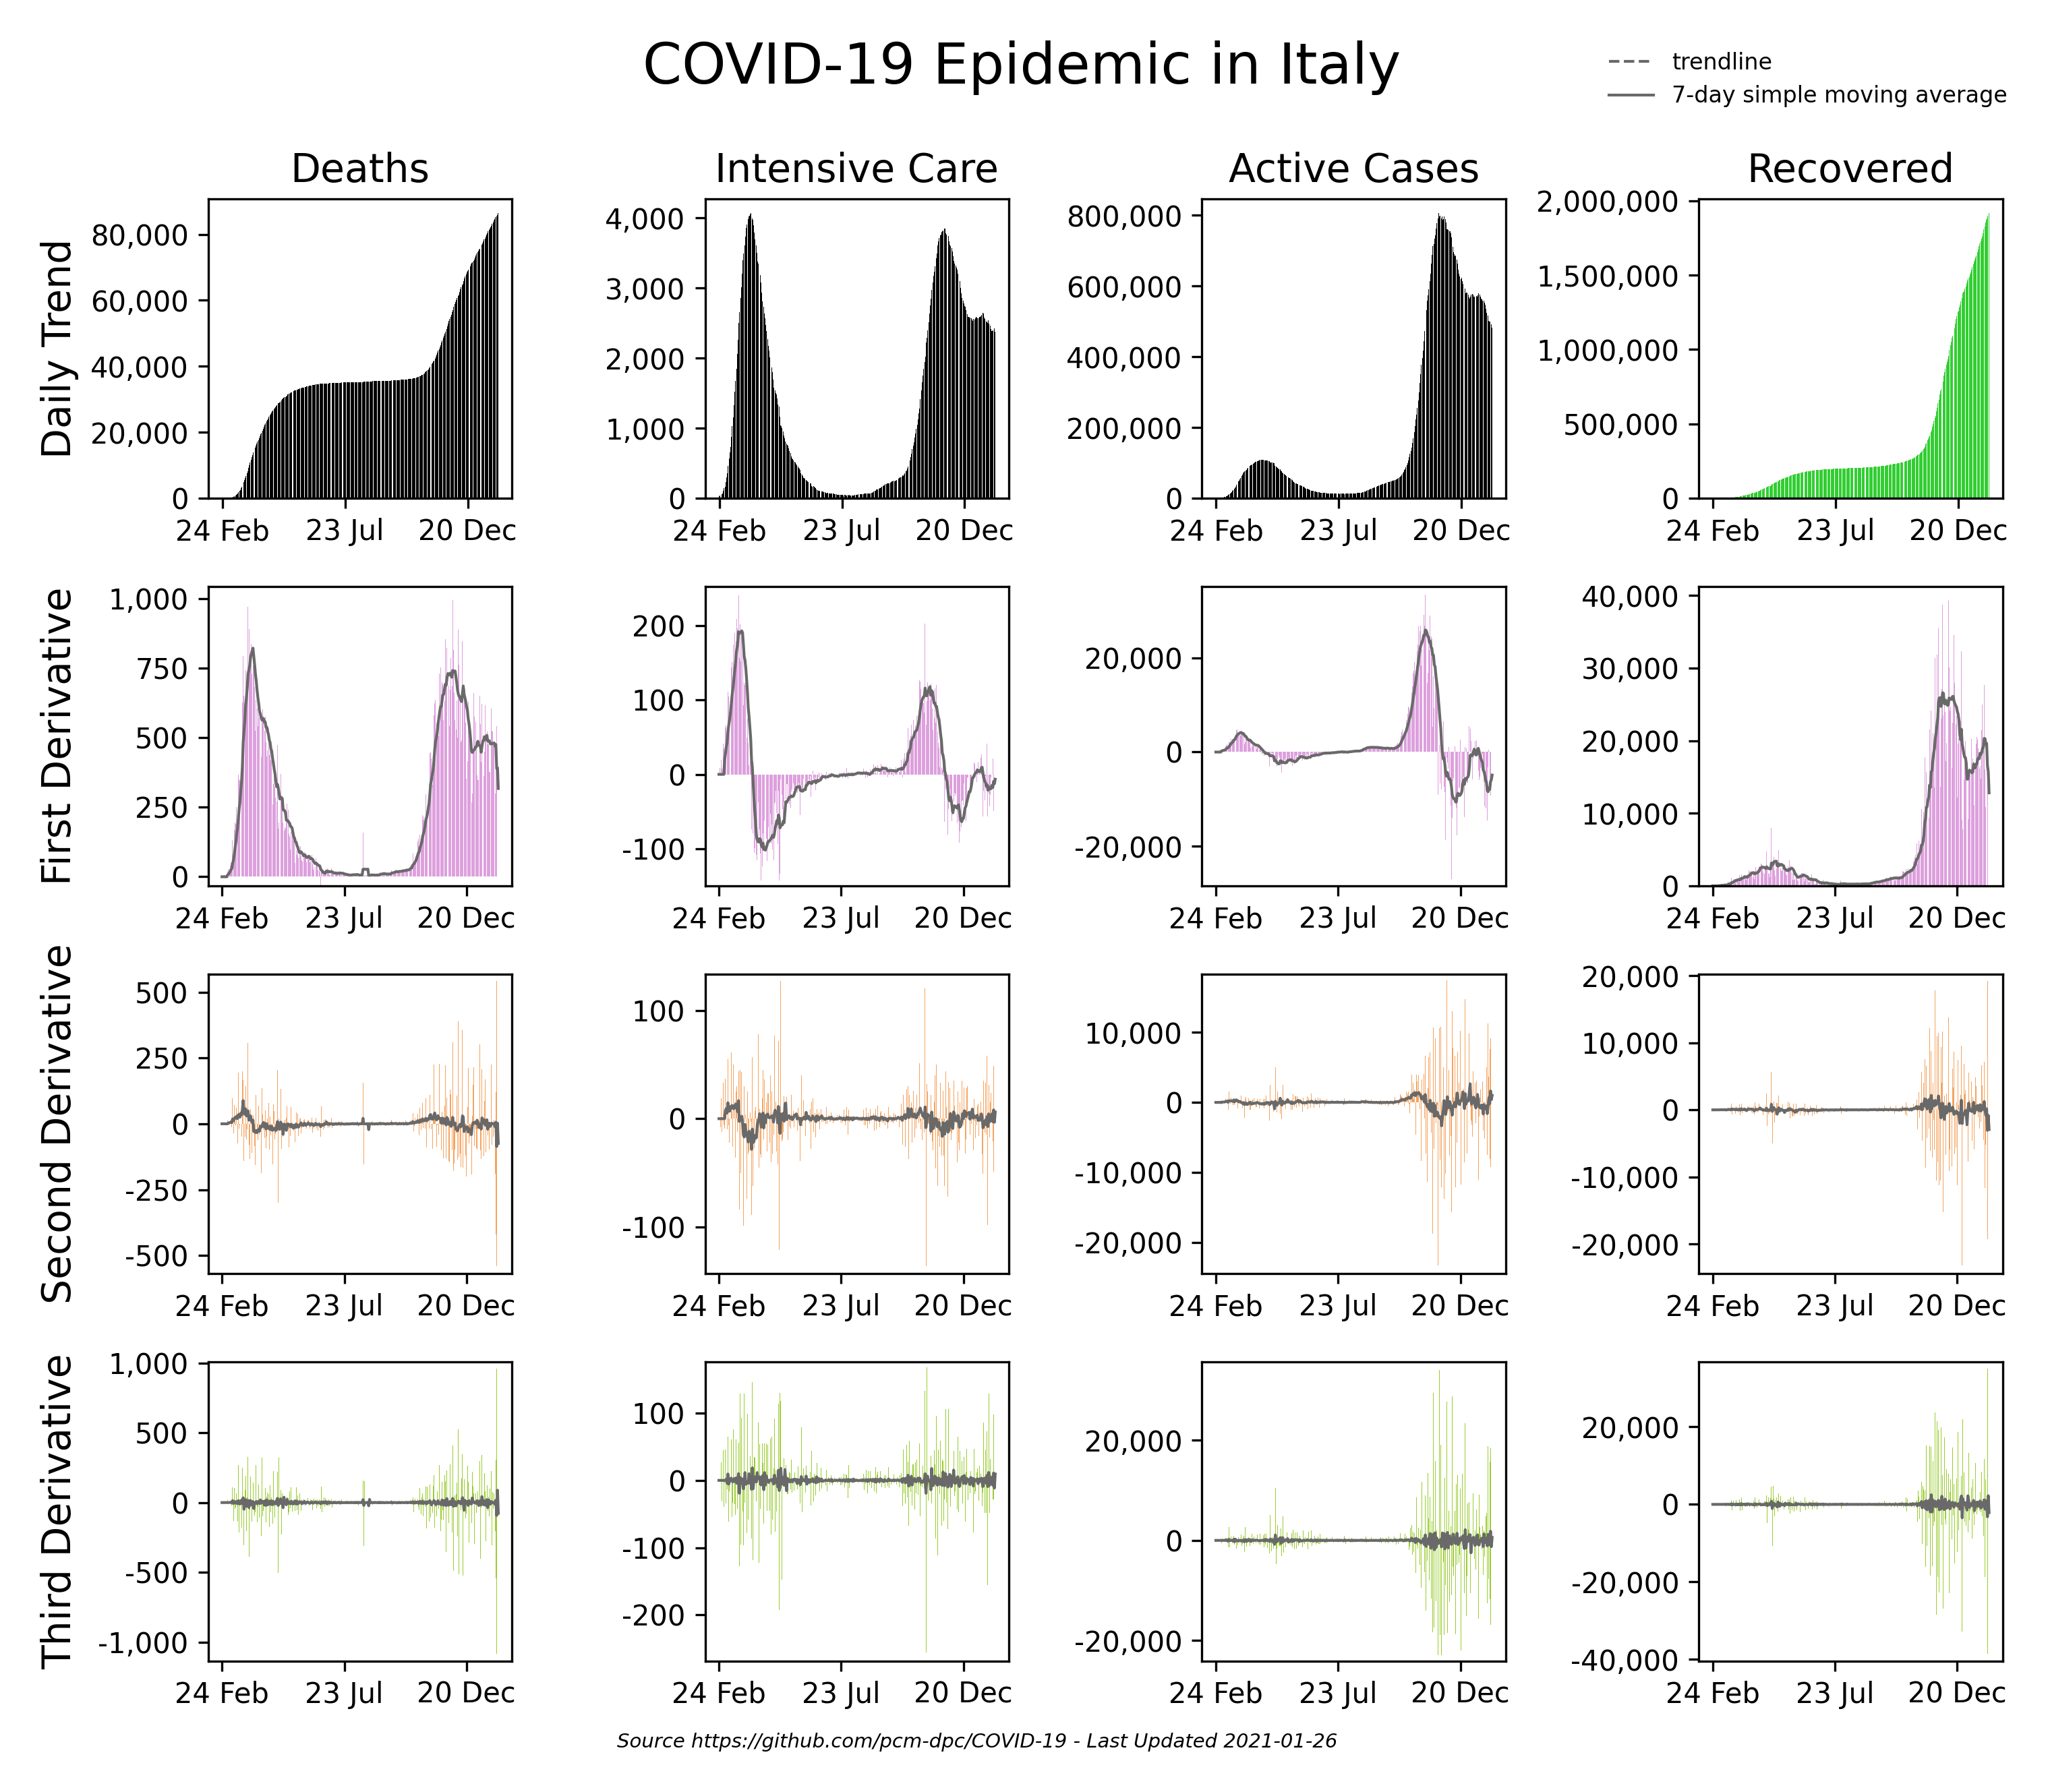 COVID-19 Epidemic in Italy
trendline
7-day simple moving average
Deaths
Intensive Care
Active Cases
Recovered
Daily Trend
80,000
60,000
40,000
20,000
0
24 Feb 23 Jul 20 Dec
4,000
3,000
2,000
1,000
0
24 Feb 23 Jul 20 Dec
800,000
600,000
400,000
200,000
0
24 Feb 23 Jul 20 Dec
2,000,000
1,500,000
1,000,000
500,000
0
24 Feb 23 Jul 20 Dec
First Derivative
1,000
750
500
250
0
24 Feb 23 Jul 20 Dec
200
100
0
-100
24 Feb 23 Jul 20 Dec
20,000
0
-20,000
24 Feb 23 Jul 20 Dec
40,000
30,000
20,000
10,000
0
24 Feb 23 Jul 20 Dec
Second Derivative
500
250
0
-250
-500
24 Feb 23 Jul 20 Dec
100
0
-100
24 Feb 23 Jul 20 Dec
10,000
0
-10,000
-20,000
24 Feb 23 Jul 20 Dec
20,000
10,000
0
-10,000
-20,000
24 Feb 23 Jul 20 Dec
Third Derivative
1,000
500
0
-500
-1,000
24 Feb 23 Jul 20 Dec
100
0
-100
-200
24 Feb 23 Jul 20 Dec
20,000
0
-20,000
24 Feb 23 Jul 20 Dec
20,000
0
-20,000
-40,000
24 Feb 23 Jul 20 Dec
Source https://github.com/pcm-dpc/COVID-19 - Last Updated 2021-01-26